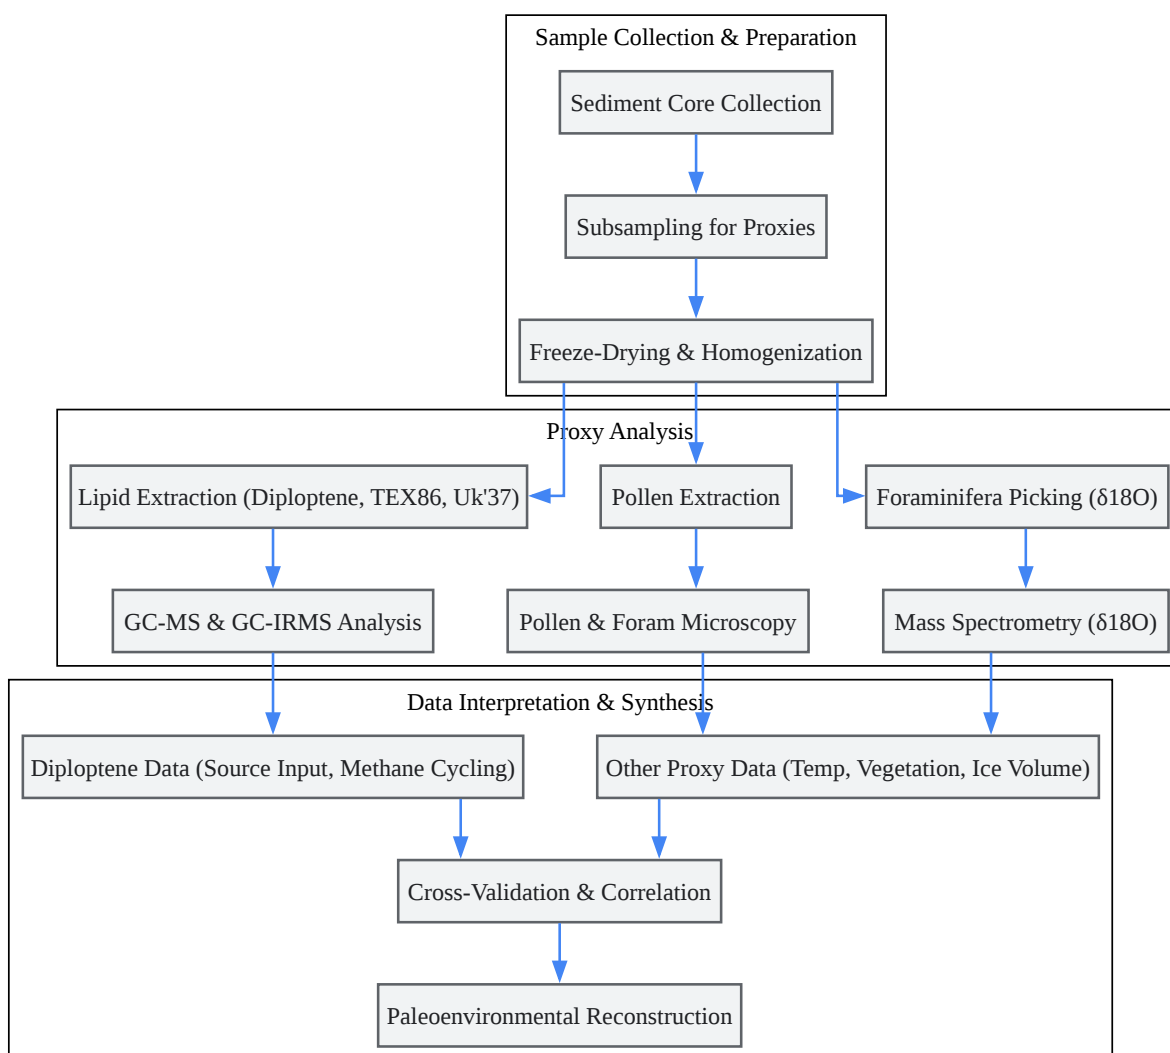 Sample Collection & Preparation
Sediment Core Collection
Subsampling for Proxies
Freeze-Drying & Homogenization
Proxy Analysis
Lipid Extraction (Diploptene, TEX86, Uk'37)
Pollen Extraction
Foraminifera Picking (δ18O)
GC-MS & GC-IRMS Analysis
Pollen & Foram Microscopy
Mass Spectrometry (δ18O)
Data Interpretation & Synthesis
Diploptene Data (Source Input, Methane Cycling)
Other Proxy Data (Temp, Vegetation, Ice Volume)
Cross-Validation & Correlation
Paleoenvironmental Reconstruction